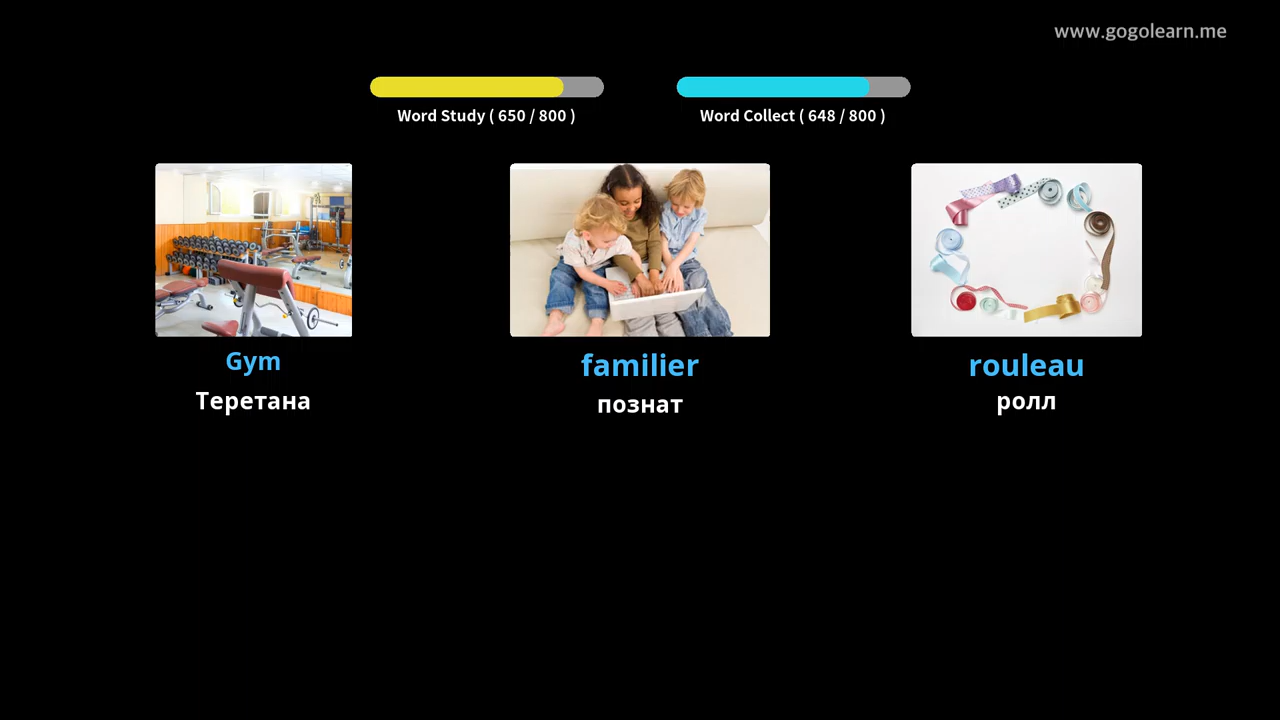 www.gogolearn.me
Word Study ( 650 / 800 )
Word Collect ( 648 / 800 )
Gym
Теретана
familier
познат
rouleau
ролл